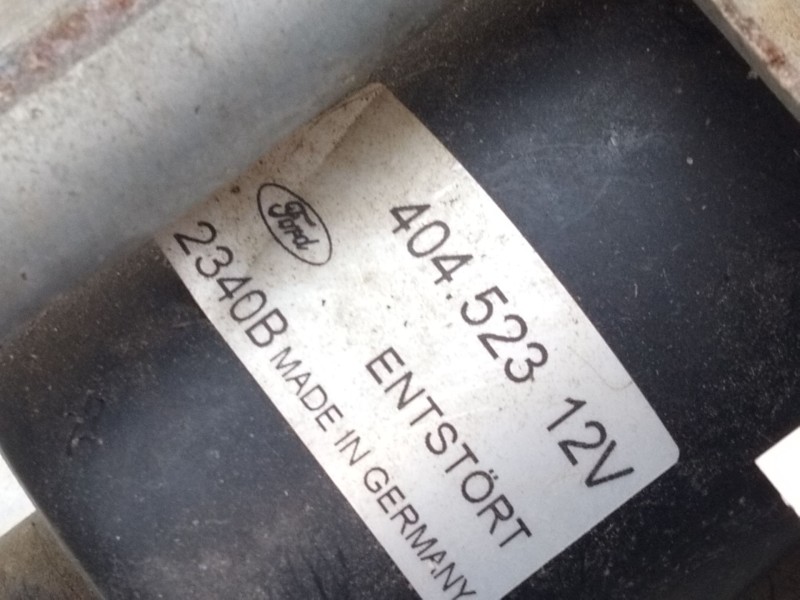 404.523 12V
Ford
ENTSTÖRT
2340B MADE IN GERMANY